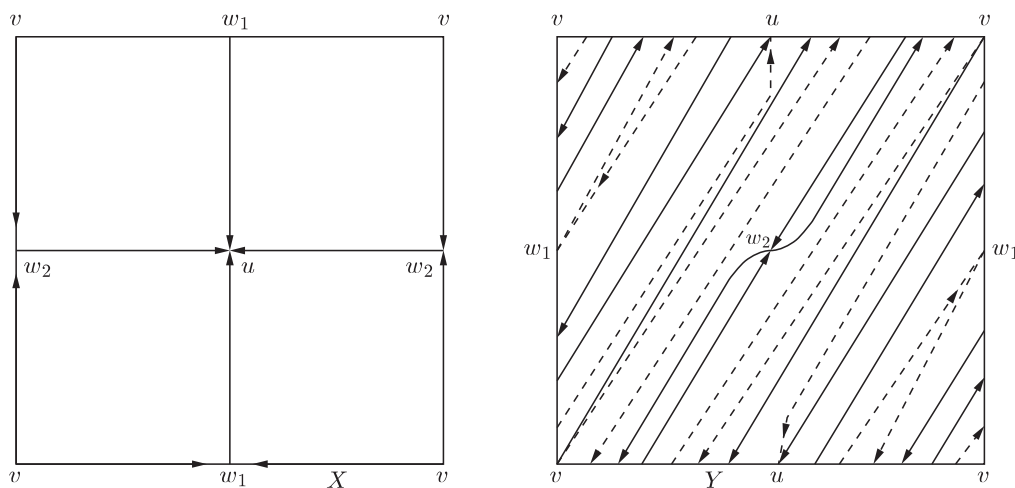 v w₁ v u v
w₂ w₂ u w₁ w₂ w₁
v w₁ X v v Y u v